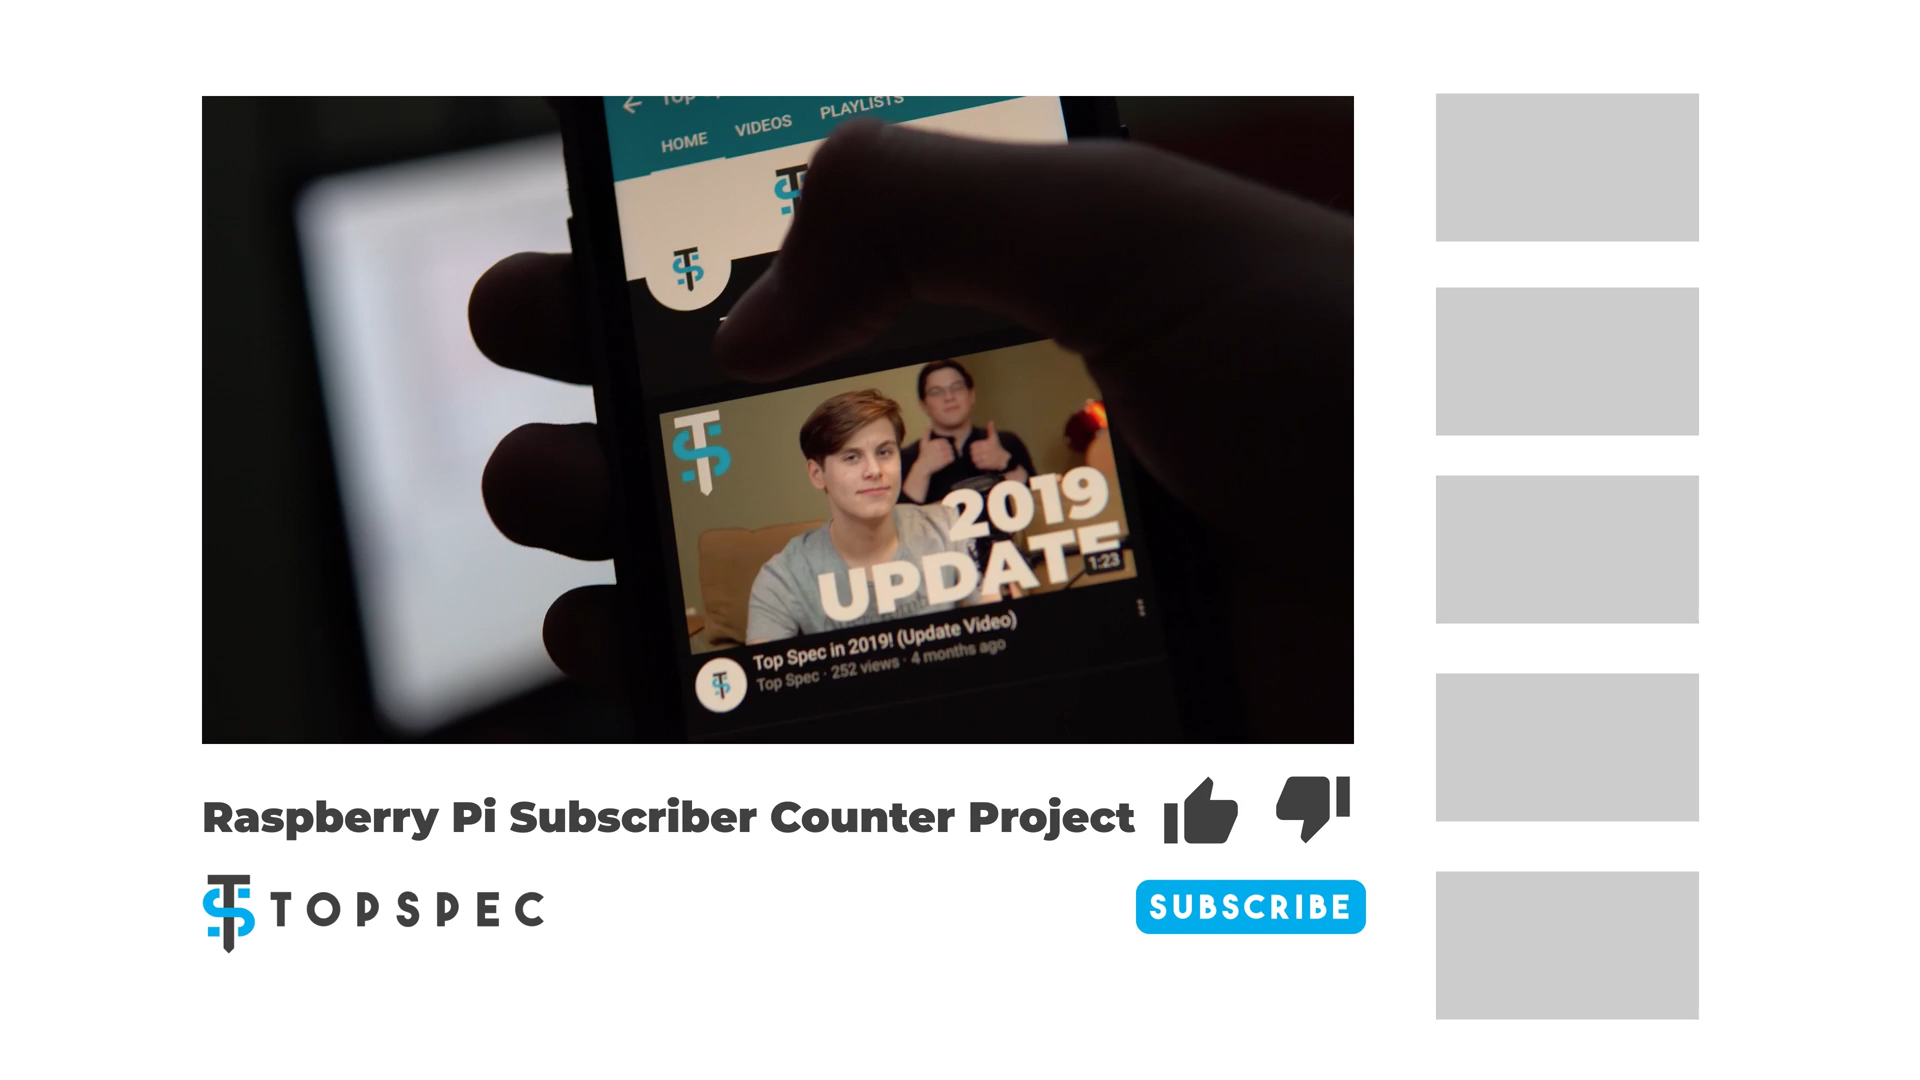 HOME VIDEOS PLAYLISTS
2019
UPDATE
1:23
Top Spec in 2019! (Update Video)
Top Spec · 252 views · 4 months ago
Raspberry Pi Subscriber Counter Project
TOPSPEC
SUBSCRIBE